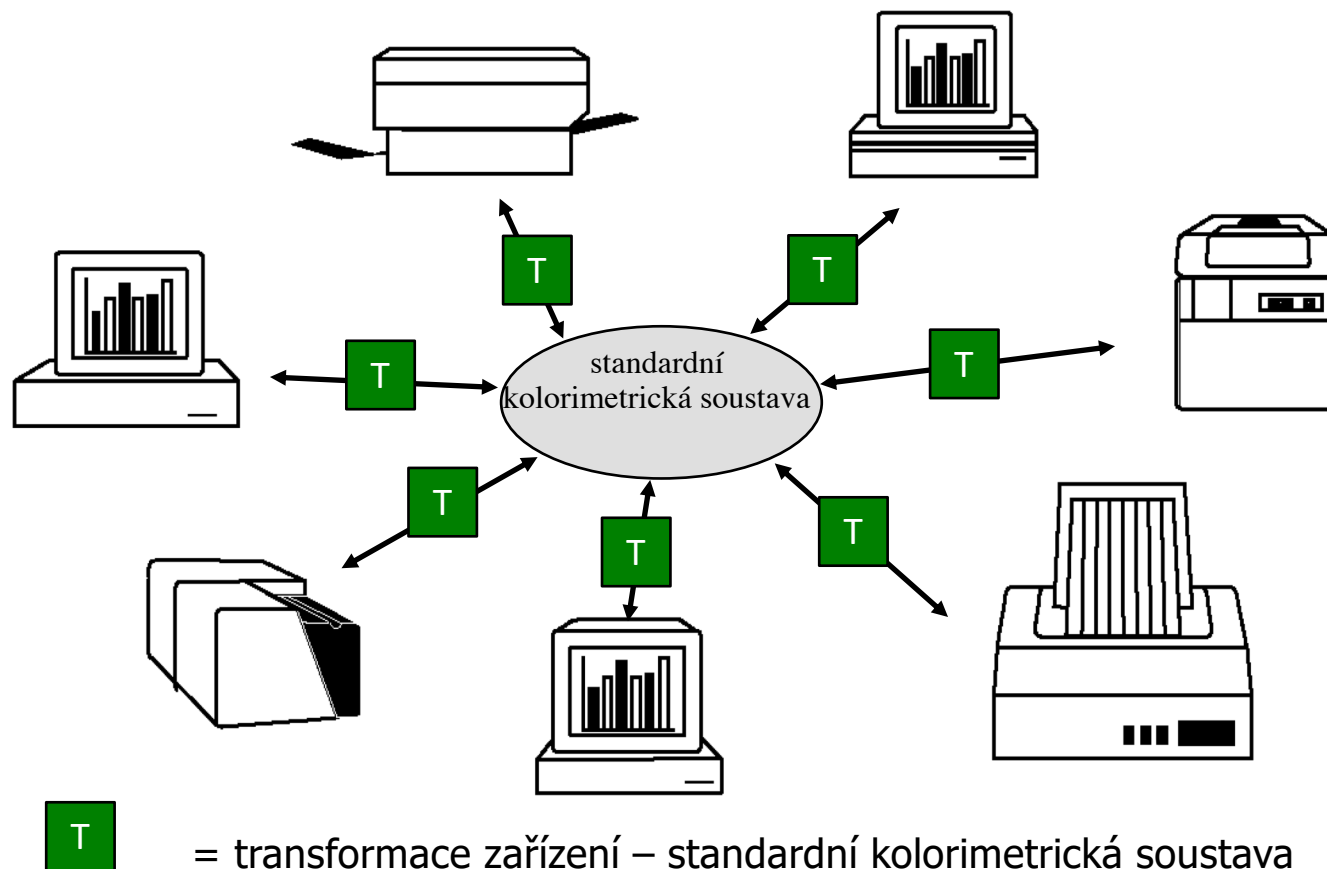 T
T
T
T
standardní
kolorimetrická soustava
T
T
T
T
= transformace zařízení – standardní kolorimetrická soustava